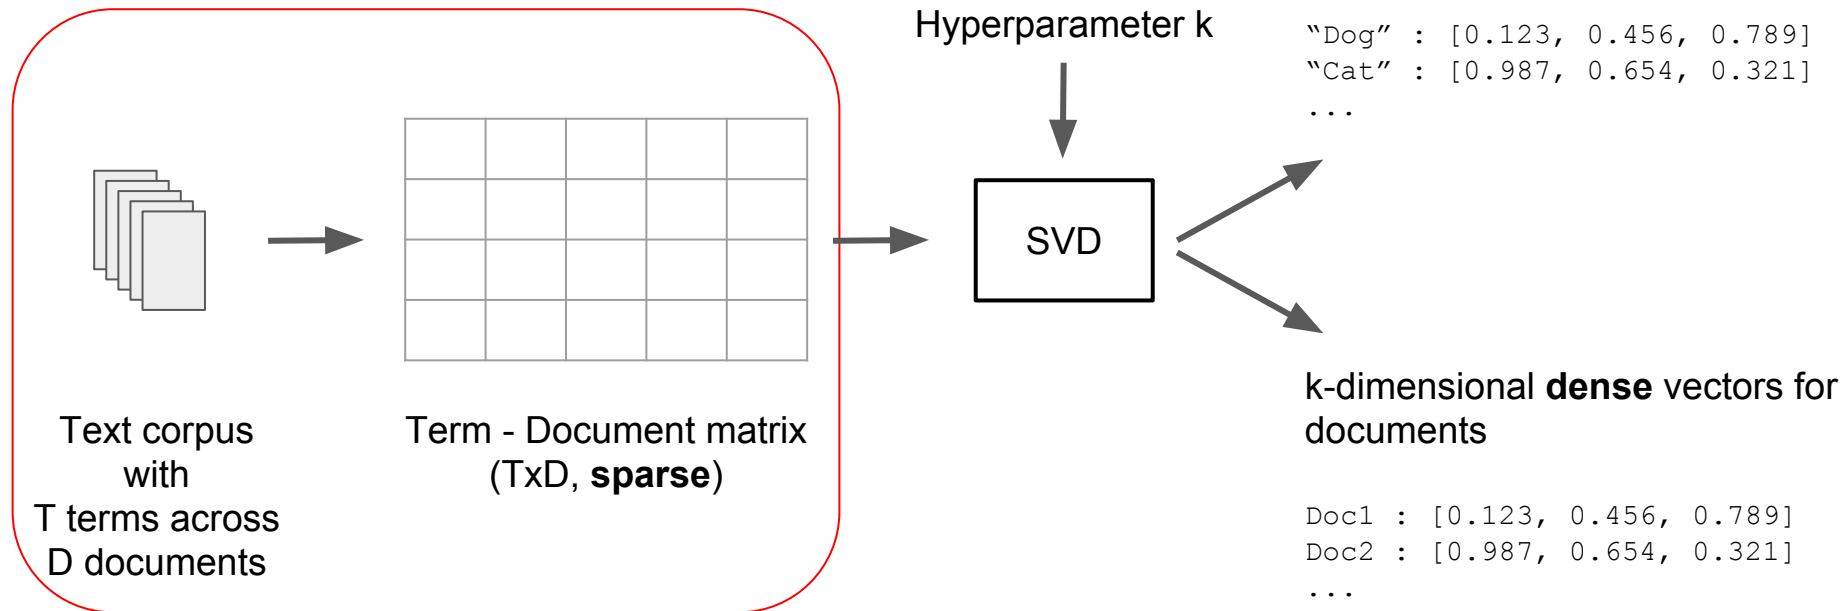 Text corpus
with
T terms across
D documents
Term - Document matrix
(TxD, sparse)
Hyperparameter k
SVD
“Dog” : [0.123, 0.456, 0.789]
“Cat” : [0.987, 0.654, 0.321]
...
k-dimensional dense vectors for
documents
Doc1 : [0.123, 0.456, 0.789]
Doc2 : [0.987, 0.654, 0.321]
...